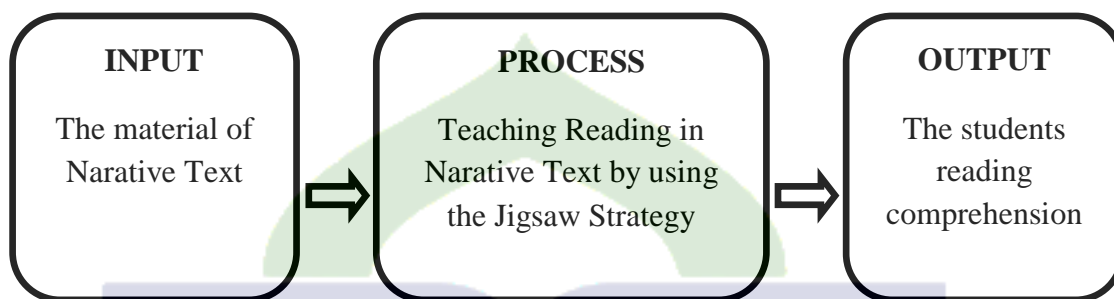 INPUT
The material of
Narative Text
PROCESS
Teaching Reading in
Narative Text by using
the Jigsaw Strategy
OUTPUT
The students
reading
comprehension